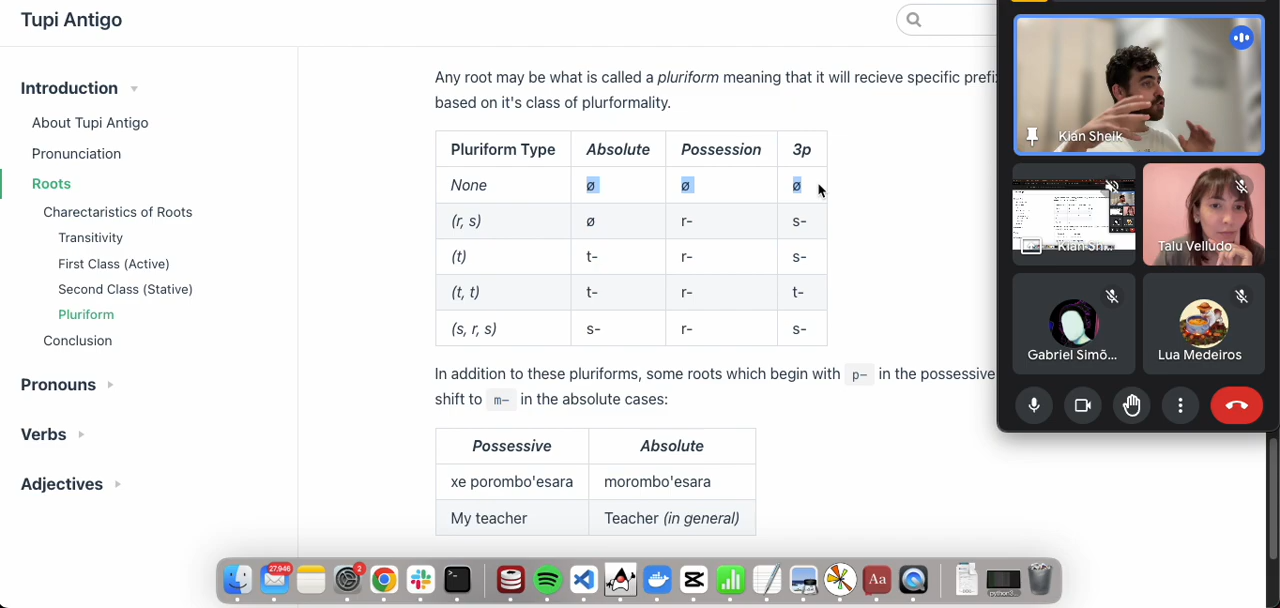 Tupi Antigo
Introduction
About Tupi Antigo
Pronunciation
Roots
Charectaristics of Roots
Transitivity
First Class (Active)
Second Class (Stative)
Pluriform
Conclusion
Pronouns
Verbs
Adjectives
Any root may be what is called a pluriform meaning that it will recieve specific prefi
based on it's class of plurformality.
Pluriform Type Absolute Possession 3p
None ø ø ø
(r, s) ø r- s-
(t) t- r- s-
(t, t) t- r- t-
(s, r, s) s- r- s-
In addition to these pluriforms, some roots which begin with p- in the possessive
shift to m- in the absolute cases:
Possessive Absolute
xe porombo'esara morombo'esara
My teacher Teacher (in general)
Kian Sheik
Kian Shei...
Talu Velludo
Gabriel Simõ...
Lua Medeiros
27,946
2
Aa